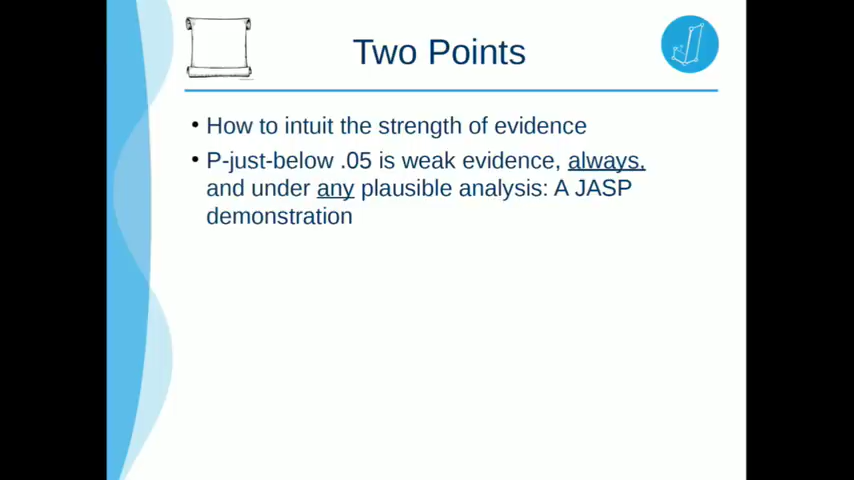 Two Points
• How to intuit the strength of evidence
• P-just-below .05 is weak evidence, always,
and under any plausible analysis: A JASP
demonstration